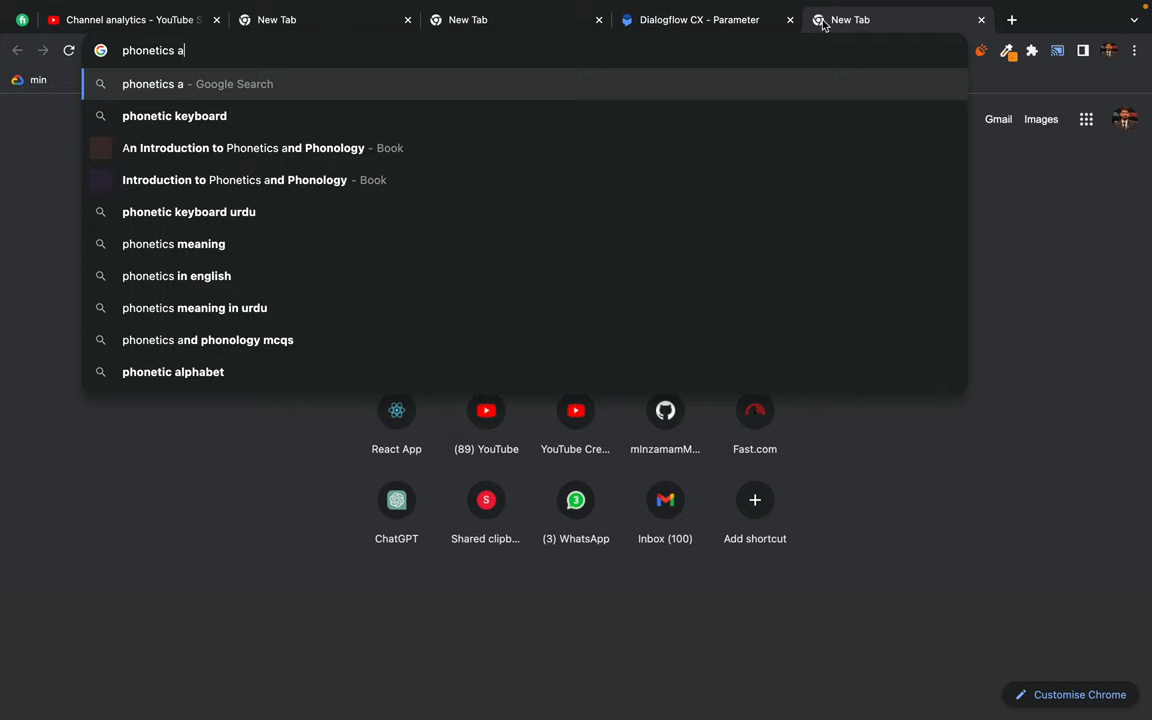 Channel analytics - YouTube S
New Tab
New Tab
Dialogflow CX - Parameter
New Tab
phonetics a
min
phonetics a - Google Search
phonetic keyboard
An Introduction to Phonetics and Phonology - Book
Introduction to Phonetics and Phonology - Book
phonetic keyboard urdu
phonetics meaning
phonetics in english
phonetics meaning in urdu
phonetics and phonology mcqs
phonetic alphabet
Gmail Images
React App
(89) YouTube
YouTube Cre...
mInzamamM...
Fast.com
S
3
ChatGPT
Shared clipb...
(3) WhatsApp
Inbox (100)
Add shortcut
Customise Chrome